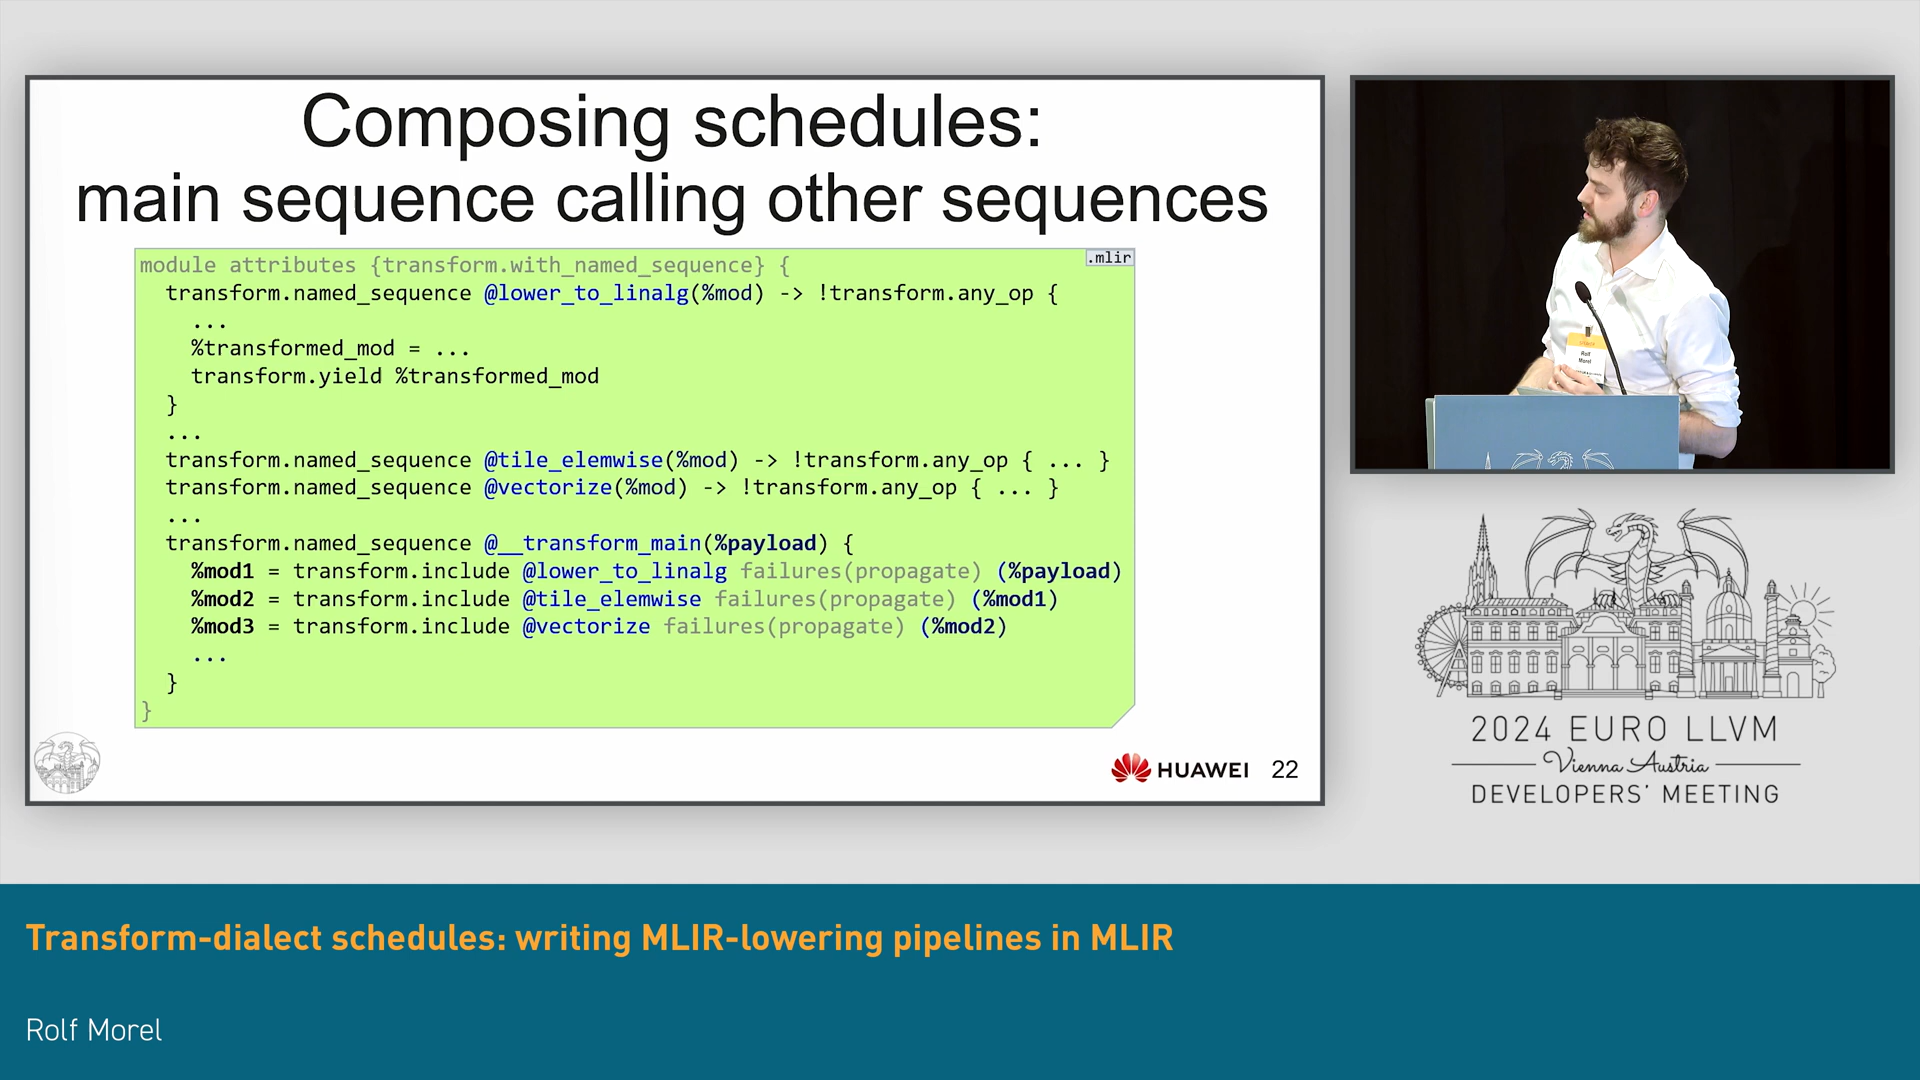 Composing schedules:
main sequence calling other sequences
.mlir
module attributes {transform.with_named_sequence} {
  transform.named_sequence @lower_to_linalg(%mod) -> !transform.any_op {
    ...
    %transformed_mod = ...
    transform.yield %transformed_mod
  }
  ...
  transform.named_sequence @tile_elemwise(%mod) -> !transform.any_op { ... }
  transform.named_sequence @vectorize(%mod) -> !transform.any_op { ... }
  ...
  transform.named_sequence @__transform_main(%payload) {
    %mod1 = transform.include @lower_to_linalg failures(propagate) (%payload)
    %mod2 = transform.include @tile_elemwise failures(propagate) (%mod1)
    %mod3 = transform.include @vectorize failures(propagate) (%mod2)
    ...
  }
}
HUAWEI 22
Rolf
Morel
2024 EURO LLVM
Vienna Austria
DEVELOPERS' MEETING
Transform-dialect schedules: writing MLIR-lowering pipelines in MLIR
Rolf Morel